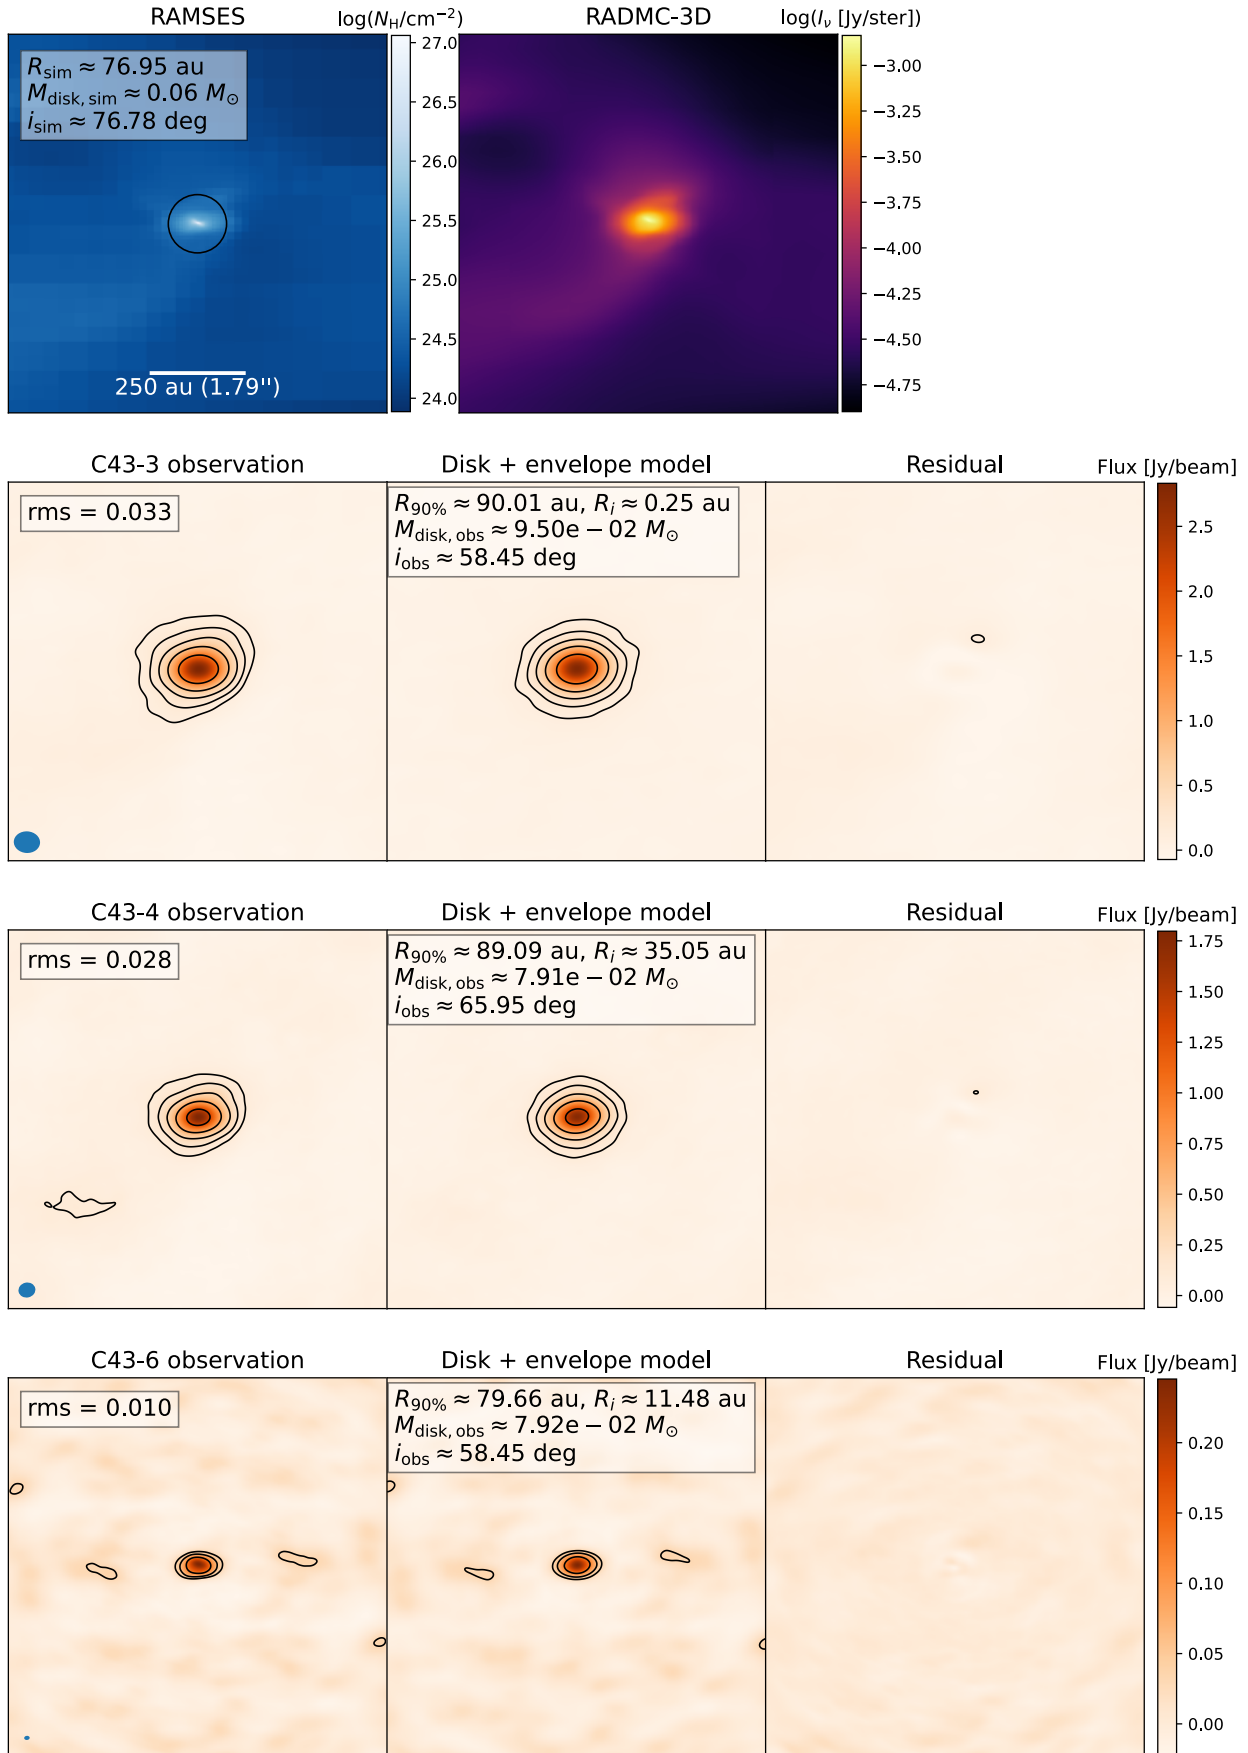 RAMSES
log(N_H/cm⁻²)
RADMC-3D
log(I_ν [Jy/ster])
R_sim ≈ 76.95 au
M_disk, sim ≈ 0.06 M_⊙
i_sim ≈ 76.78 deg
250 au (1.79'')
27.0
26.5
26.0
25.5
25.0
24.5
24.0
−3.00
−3.25
−3.50
−3.75
−4.00
−4.25
−4.50
−4.75
C43-3 observation
Disk + envelope model
Residual
Flux [Jy/beam]
rms = 0.033
R_90% ≈ 90.01 au, R_i ≈ 0.25 au
M_disk, obs ≈ 9.50e − 02 M_⊙
i_obs ≈ 58.45 deg
2.5
2.0
1.5
1.0
0.5
0.0
C43-4 observation
Disk + envelope model
Residual
Flux [Jy/beam]
rms = 0.028
R_90% ≈ 89.09 au, R_i ≈ 35.05 au
M_disk, obs ≈ 7.91e − 02 M_⊙
i_obs ≈ 65.95 deg
1.75
1.50
1.25
1.00
0.75
0.50
0.25
0.00
C43-6 observation
Disk + envelope model
Residual
Flux [Jy/beam]
rms = 0.010
R_90% ≈ 79.66 au, R_i ≈ 11.48 au
M_disk, obs ≈ 7.92e − 02 M_⊙
i_obs ≈ 58.45 deg
0.20
0.15
0.10
0.05
0.00